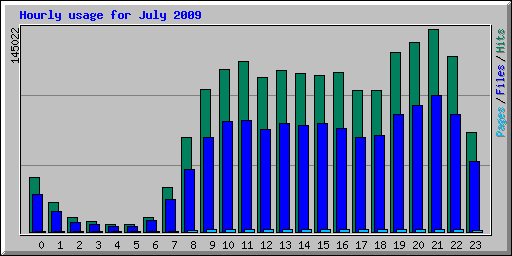 Hourly usage for July 2009
145022
Pages/Files/Hits
0 1 2 3 4 5 6 7 8 9 10 11 12 13 14 15 16 17 18 19 20 21 22 23